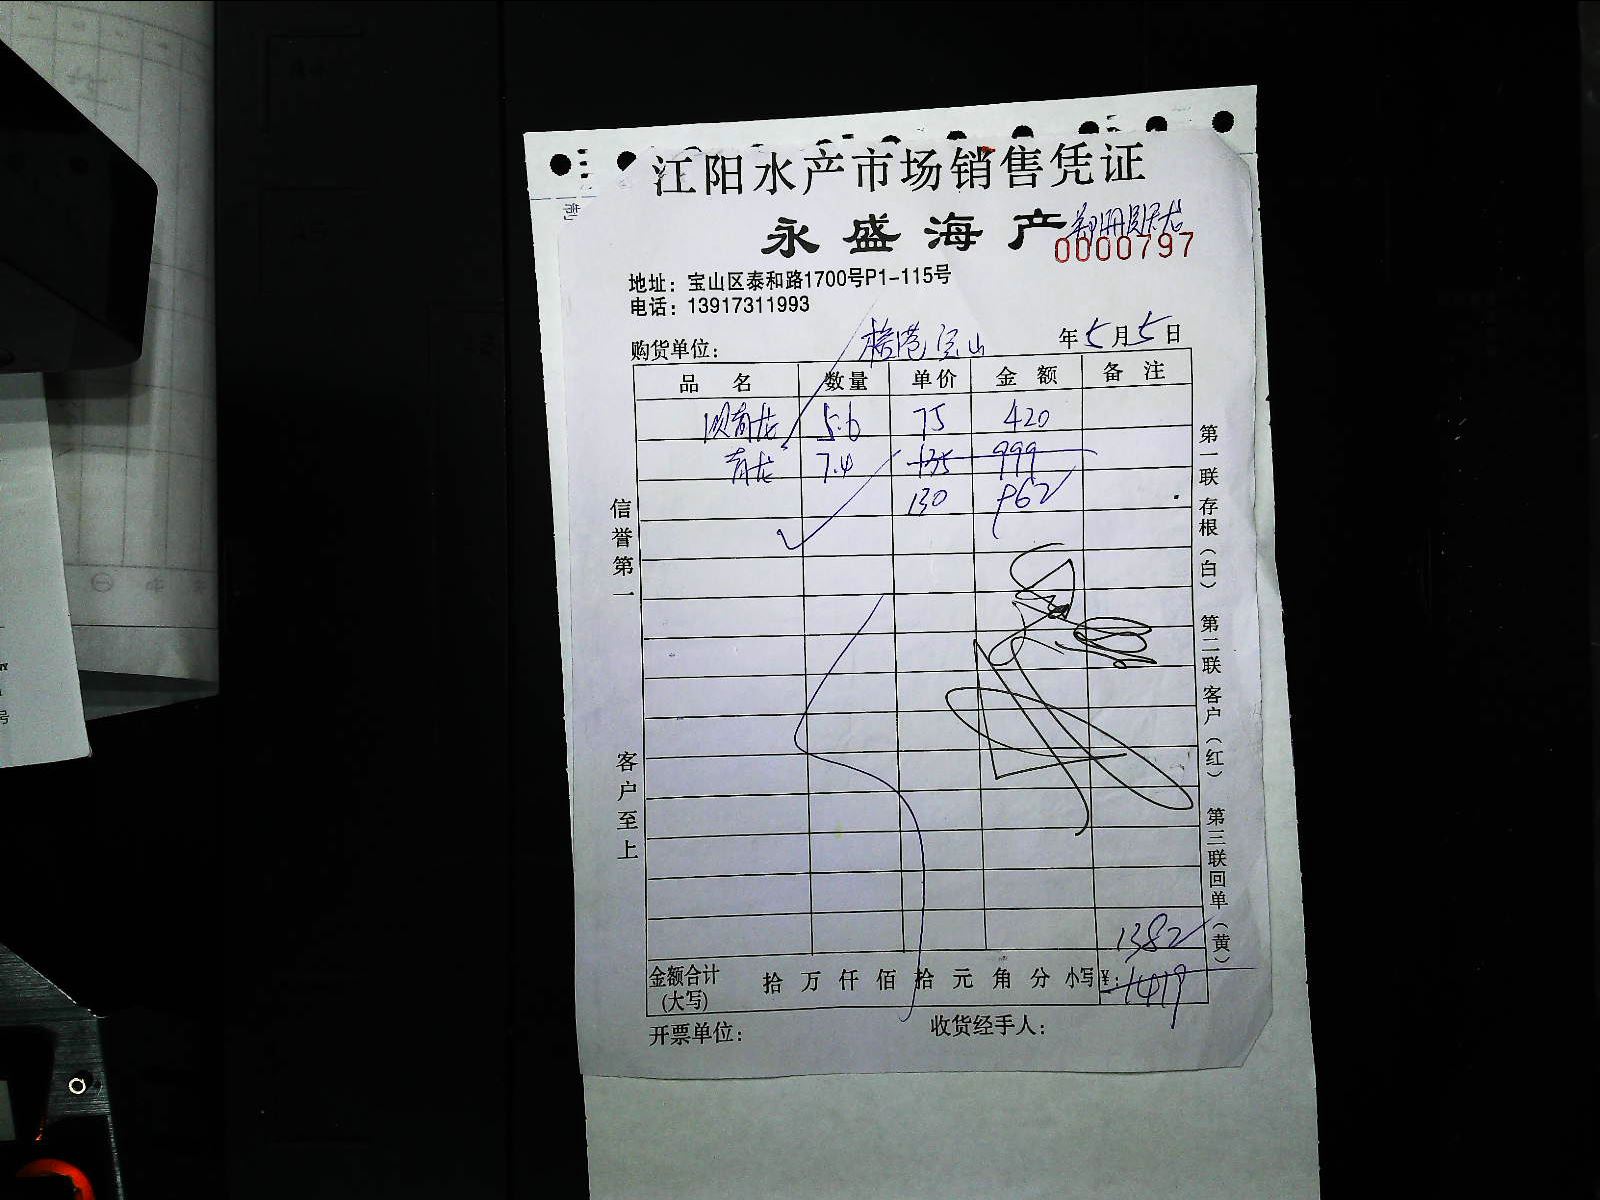 江阳水产市场销售凭证
永盛海产
0000797
地址：宝山区泰和路1700号P1-115号
电话：13917311993
购货单位： 宝山 年5月5日
品名 数量 单价 金额 备注
5.6 75 420
青龙 7.4 135 999
130 962
信誉第一
客户至上
第一联存根（白） 第二联客户（红） 第三联回单（黄）
1382
金额合计(大写) 拾 万 仟 佰 拾 元 角 分 小写¥：1419
开票单位： 收货经手人：